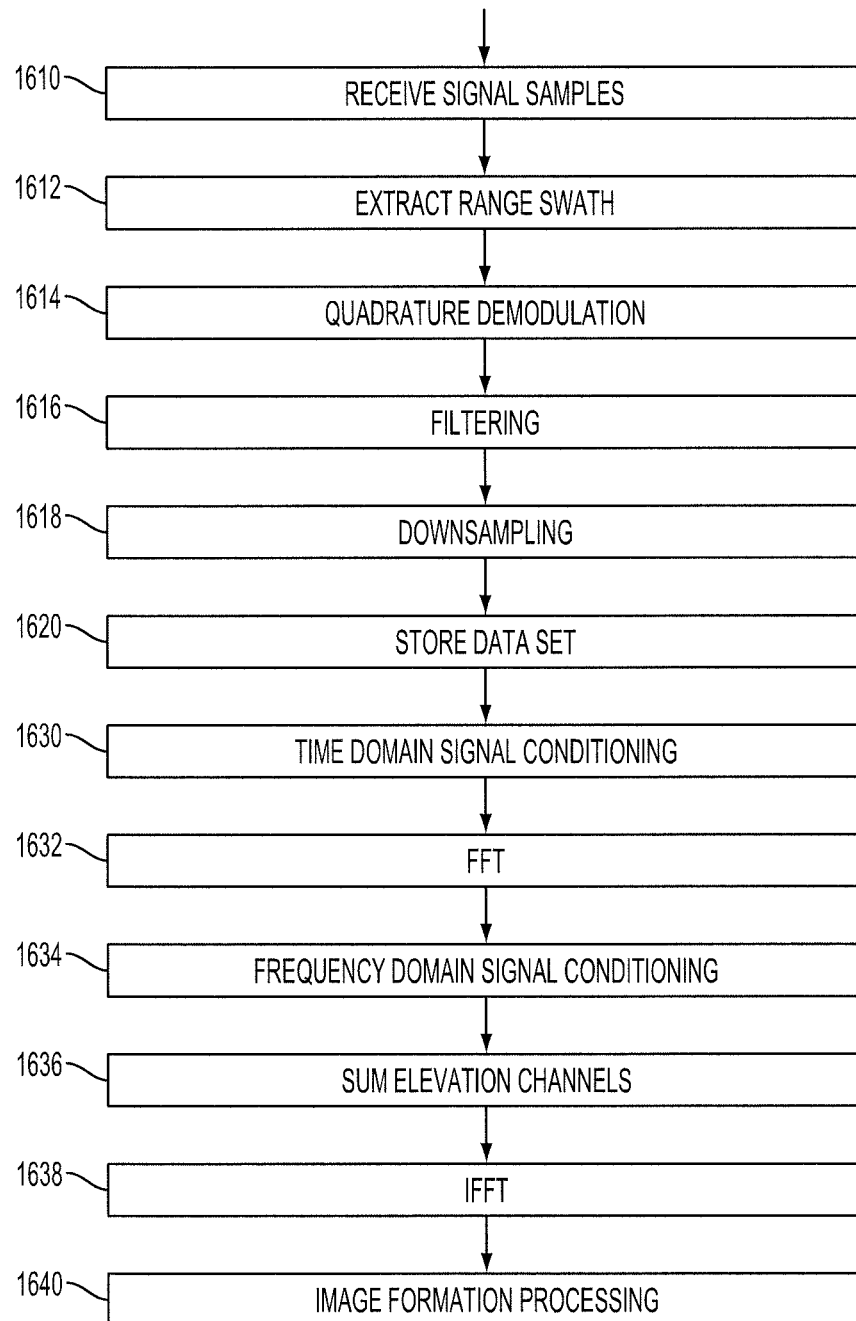 1610 RECEIVE SIGNAL SAMPLES
1612 EXTRACT RANGE SWATH
1614 QUADRATURE DEMODULATION
1616 FILTERING
1618 DOWNSAMPLING
1620 STORE DATA SET
1630 TIME DOMAIN SIGNAL CONDITIONING
1632 FFT
1634 FREQUENCY DOMAIN SIGNAL CONDITIONING
1636 SUM ELEVATION CHANNELS
1638 IFFT
1640 IMAGE FORMATION PROCESSING